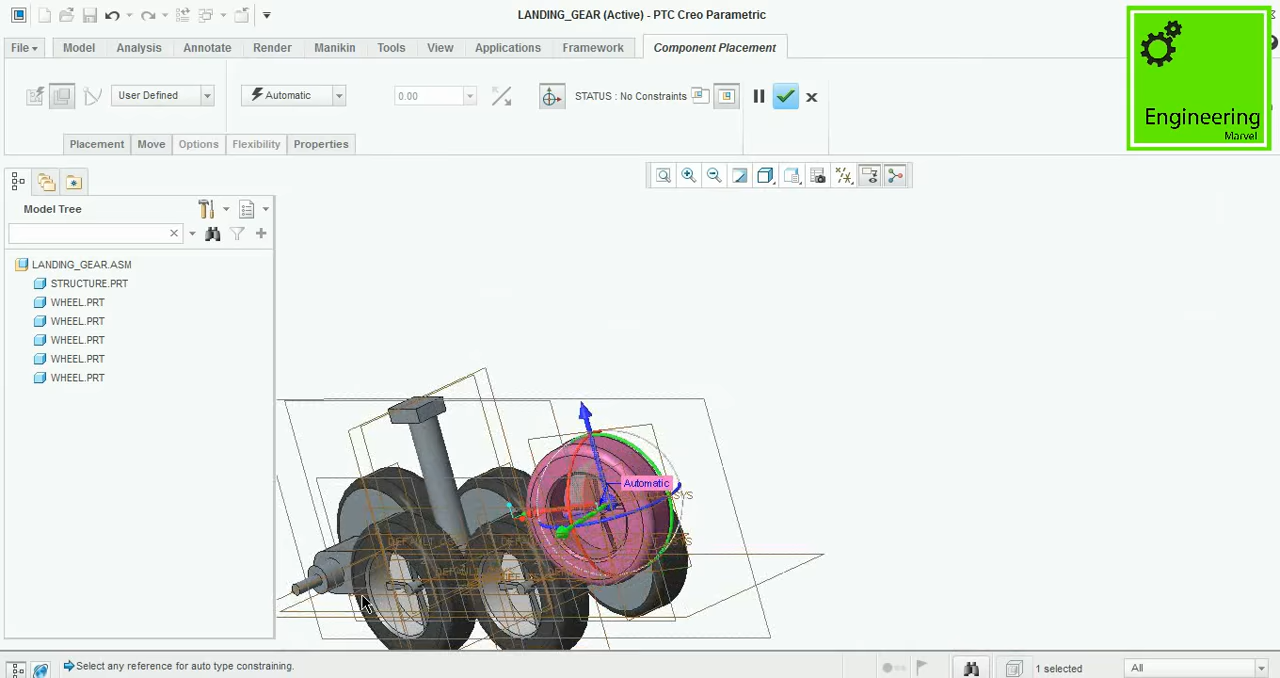 LANDING_GEAR (Active) - PTC Creo Parametric
File
Model
Analysis
Annotate
Render
Manikin
Tools
View
Applications
Framework
Component Placement
User Defined
Automatic
0.00
STATUS : No Constraints
Placement
Move
Options
Flexibility
Properties
Engineering
Marvel
Model Tree
LANDING_GEAR.ASM
STRUCTURE.PRT
WHEEL.PRT
WHEEL.PRT
WHEEL.PRT
WHEEL.PRT
WHEEL.PRT
Automatic
Select any reference for auto type constraining.
1 selected
All